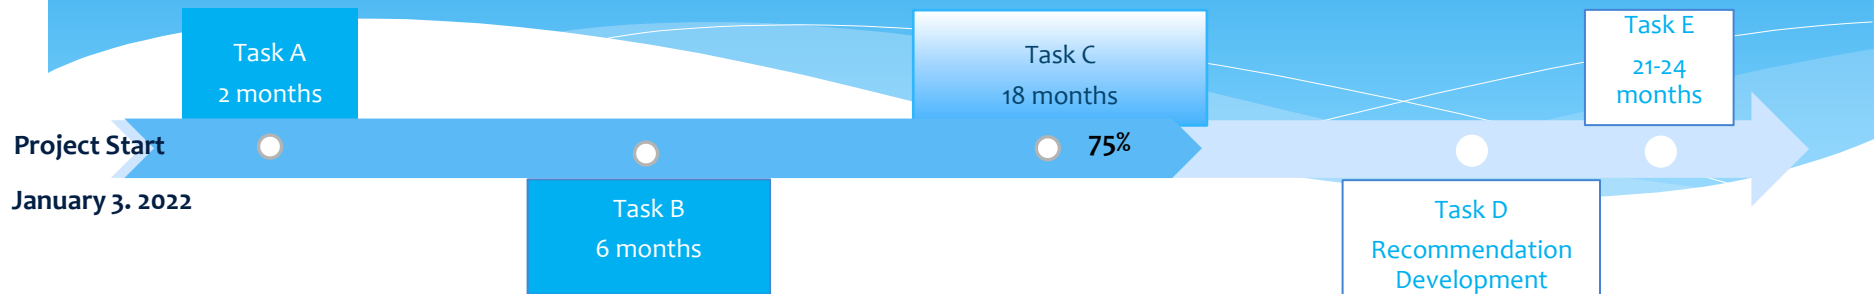 Task A
2 months
Task C
18 months
Task E
21-24
months
Project Start
75%
January 3. 2022
Task B
6 months
Task D
Recommendation
Development